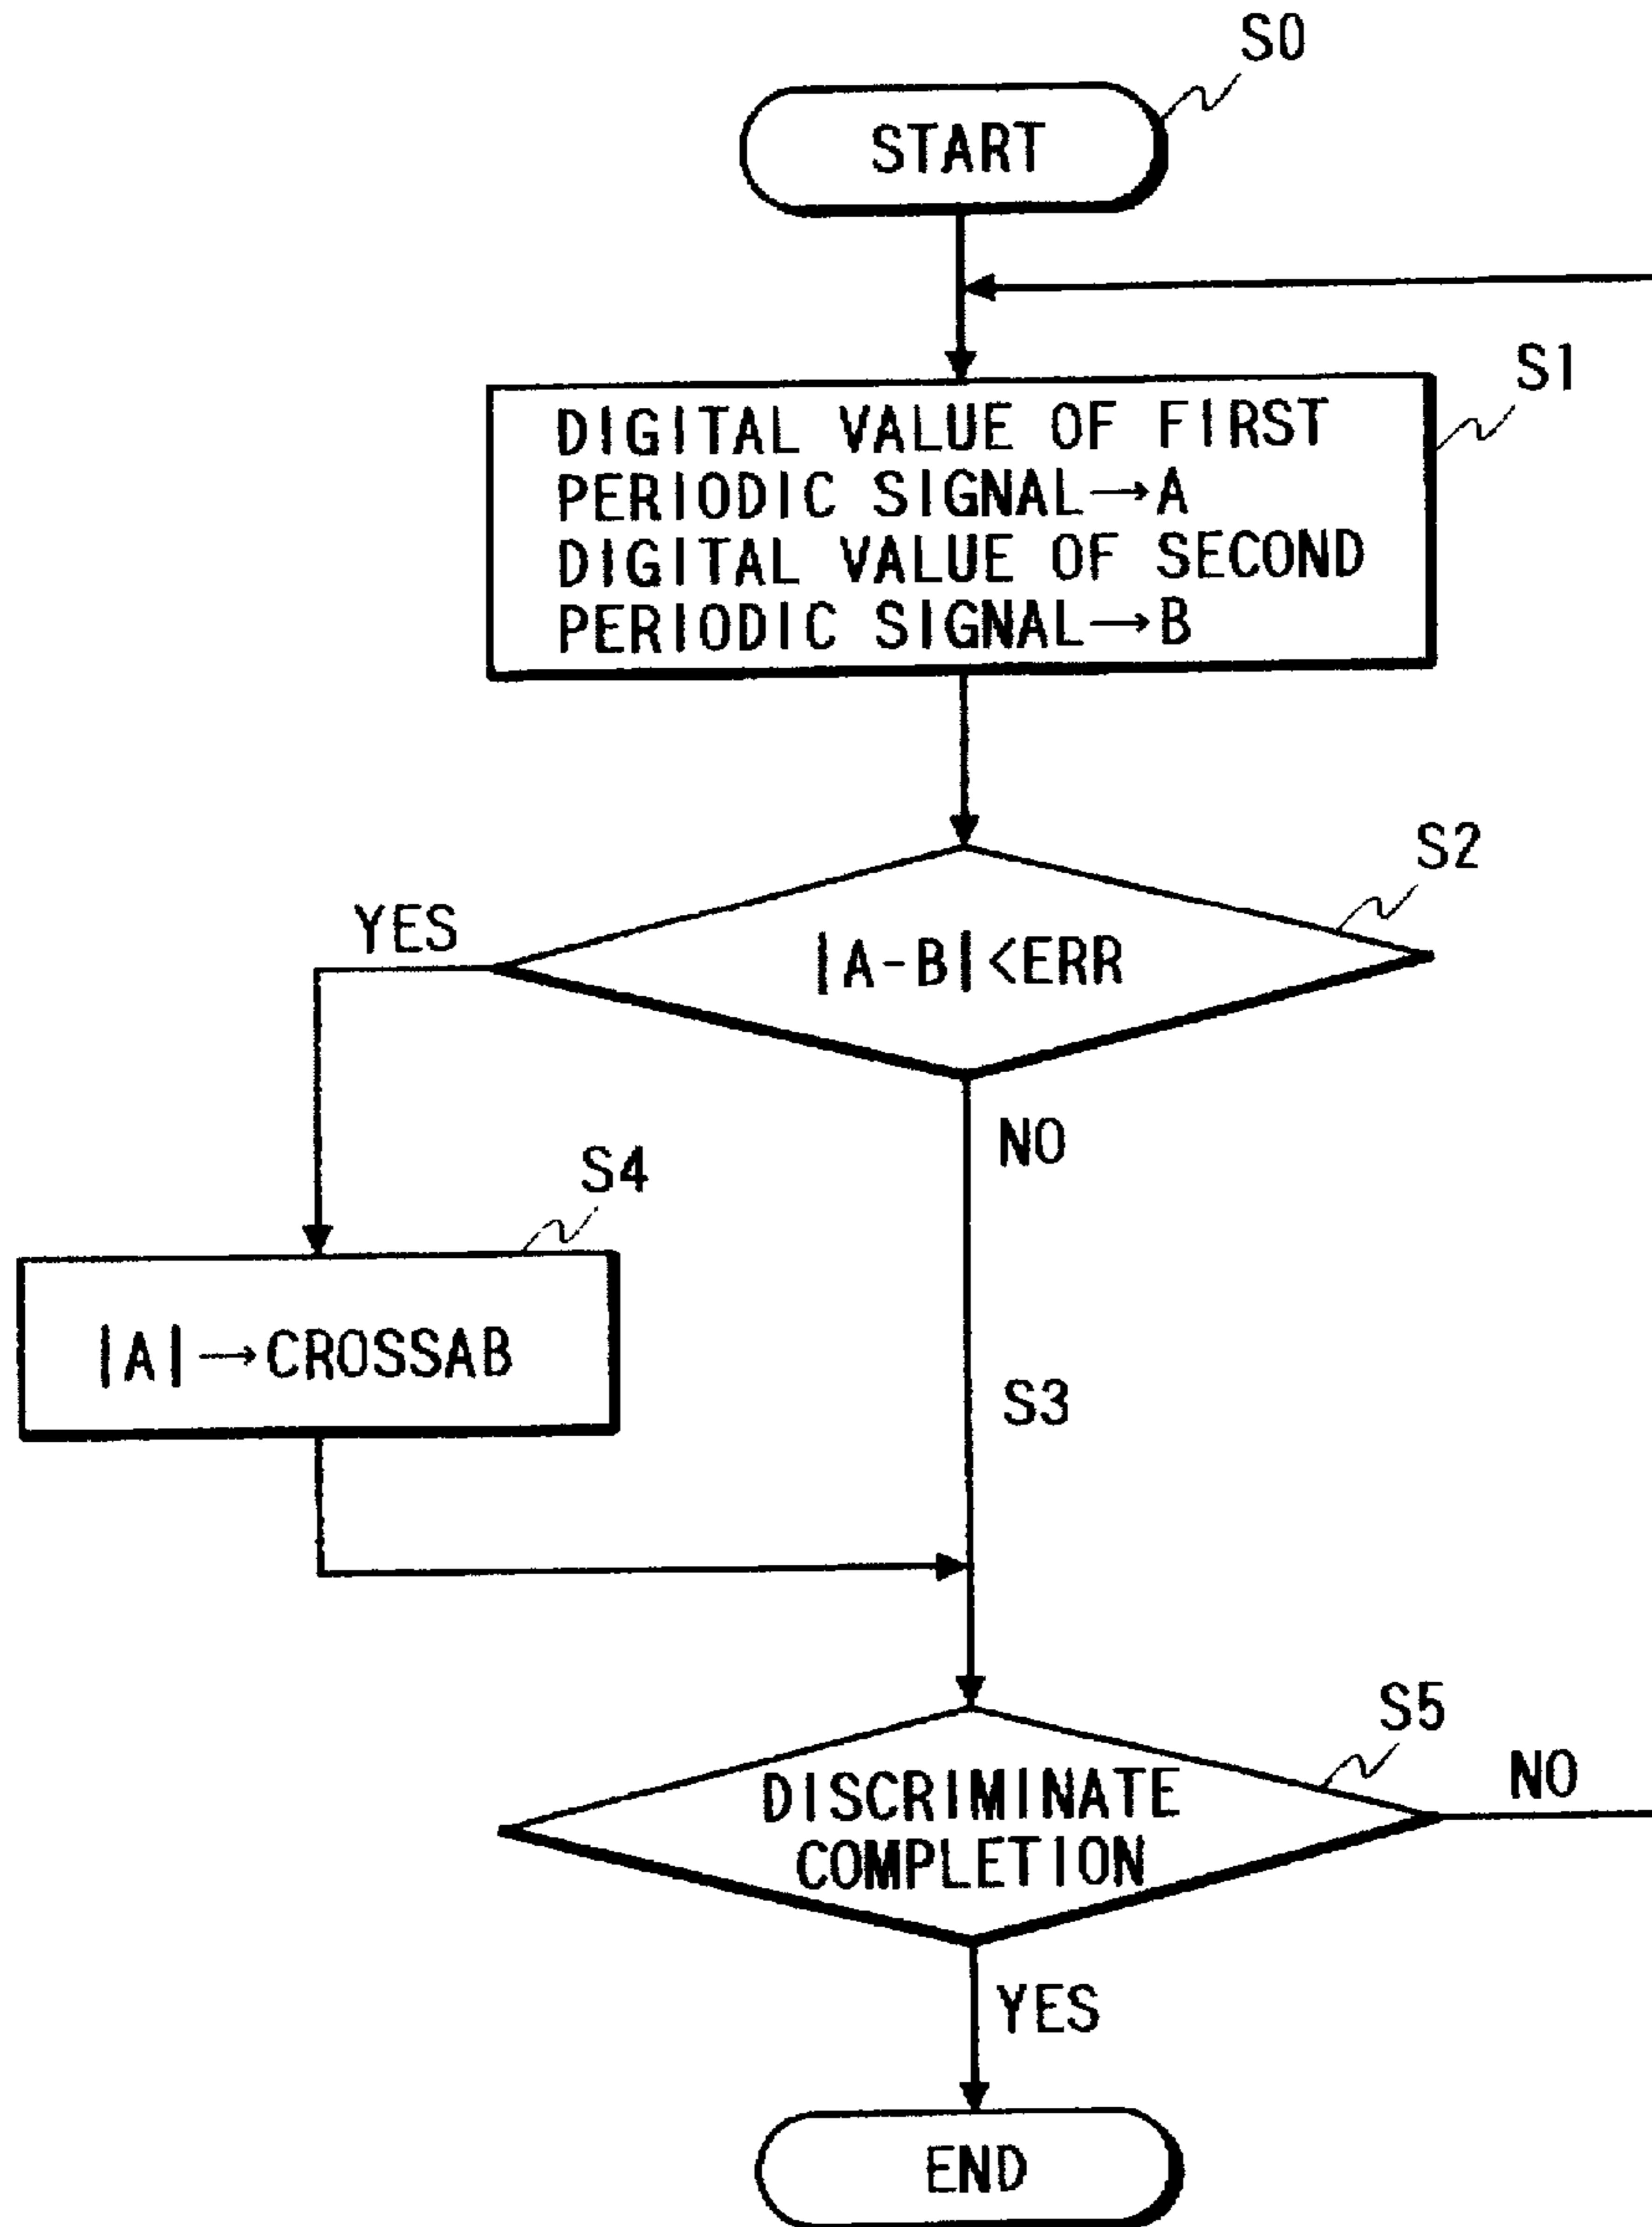 S0
START
S1
DIGITAL VALUE OF FIRST
PERIODIC SIGNAL→A
DIGITAL VALUE OF SECOND
PERIODIC SIGNAL→B
S2
YES
|A-B|<ERR
NO
S4
|A|→CROSSAB
S3
S5
NO
DISCRIMINATE
COMPLETION
YES
END